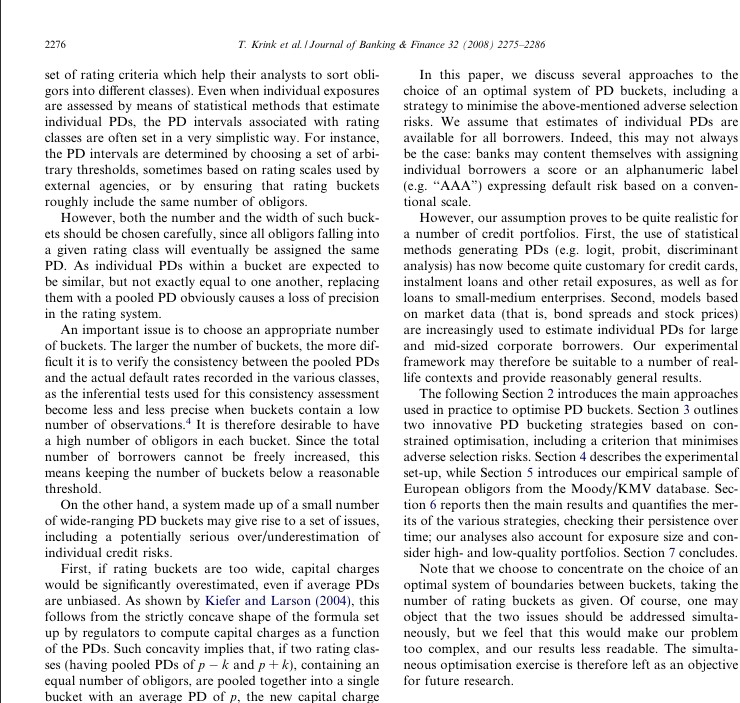 2276
T. Krink et al. / Journal of Banking & Finance 32 (2008) 2275–2286
set of rating criteria which help their analysts to sort obli-
gors into different classes). Even when individual exposures
are assessed by means of statistical methods that estimate
individual PDs, the PD intervals associated with rating
classes are often set in a very simplistic way. For instance,
the PD intervals are determined by choosing a set of arbi-
trary thresholds, sometimes based on rating scales used by
external agencies, or by ensuring that rating buckets
roughly include the same number of obligors.
However, both the number and the width of such buck-
ets should be chosen carefully, since all obligors falling into
a given rating class will eventually be assigned the same
PD. As individual PDs within a bucket are expected to
be similar, but not exactly equal to one another, replacing
them with a pooled PD obviously causes a loss of precision
in the rating system.
An important issue is to choose an appropriate number
of buckets. The larger the number of buckets, the more dif-
ficult it is to verify the consistency between the pooled PDs
and the actual default rates recorded in the various classes,
as the inferential tests used for this consistency assessment
become less and less precise when buckets contain a low
number of observations.⁴ It is therefore desirable to have
a high number of obligors in each bucket. Since the total
number of borrowers cannot be freely increased, this
means keeping the number of buckets below a reasonable
threshold.
On the other hand, a system made up of a small number
of wide-ranging PD buckets may give rise to a set of issues,
including a potentially serious over/underestimation of
individual credit risks.
First, if rating buckets are too wide, capital charges
would be significantly overestimated, even if average PDs
are unbiased. As shown by Kiefer and Larson (2004), this
follows from the strictly concave shape of the formula set
up by regulators to compute capital charges as a function
of the PDs. Such concavity implies that, if two rating clas-
ses (having pooled PDs of p − k and p + k), containing an
equal number of obligors, are pooled together into a single
bucket with an average PD of p, the new capital charge
In this paper, we discuss several approaches to the
choice of an optimal system of PD buckets, including a
strategy to minimise the above-mentioned adverse selection
risks. We assume that estimates of individual PDs are
available for all borrowers. Indeed, this may not always
be the case: banks may content themselves with assigning
individual borrowers a score or an alphanumeric label
(e.g. “AAA”) expressing default risk based on a conven-
tional scale.
However, our assumption proves to be quite realistic for
a number of credit portfolios. First, the use of statistical
methods generating PDs (e.g. logit, probit, discriminant
analysis) has now become quite customary for credit cards,
instalment loans and other retail exposures, as well as for
loans to small-medium enterprises. Second, models based
on market data (that is, bond spreads and stock prices)
are increasingly used to estimate individual PDs for large
and mid-sized corporate borrowers. Our experimental
framework may therefore be suitable to a number of real-
life contexts and provide reasonably general results.
The following Section 2 introduces the main approaches
used in practice to optimise PD buckets. Section 3 outlines
two innovative PD bucketing strategies based on con-
strained optimisation, including a criterion that minimises
adverse selection risks. Section 4 describes the experimental
set-up, while Section 5 introduces our empirical sample of
European obligors from the Moody/KMV database. Sec-
tion 6 reports then the main results and quantifies the mer-
its of the various strategies, checking their persistence over
time; our analyses also account for exposure size and con-
sider high- and low-quality portfolios. Section 7 concludes.
Note that we choose to concentrate on the choice of an
optimal system of boundaries between buckets, taking the
number of rating buckets as given. Of course, one may
object that the two issues should be addressed simulta-
neously, but we feel that this would make our problem
too complex, and our results less readable. The simulta-
neous optimisation exercise is therefore left as an objective
for future research.